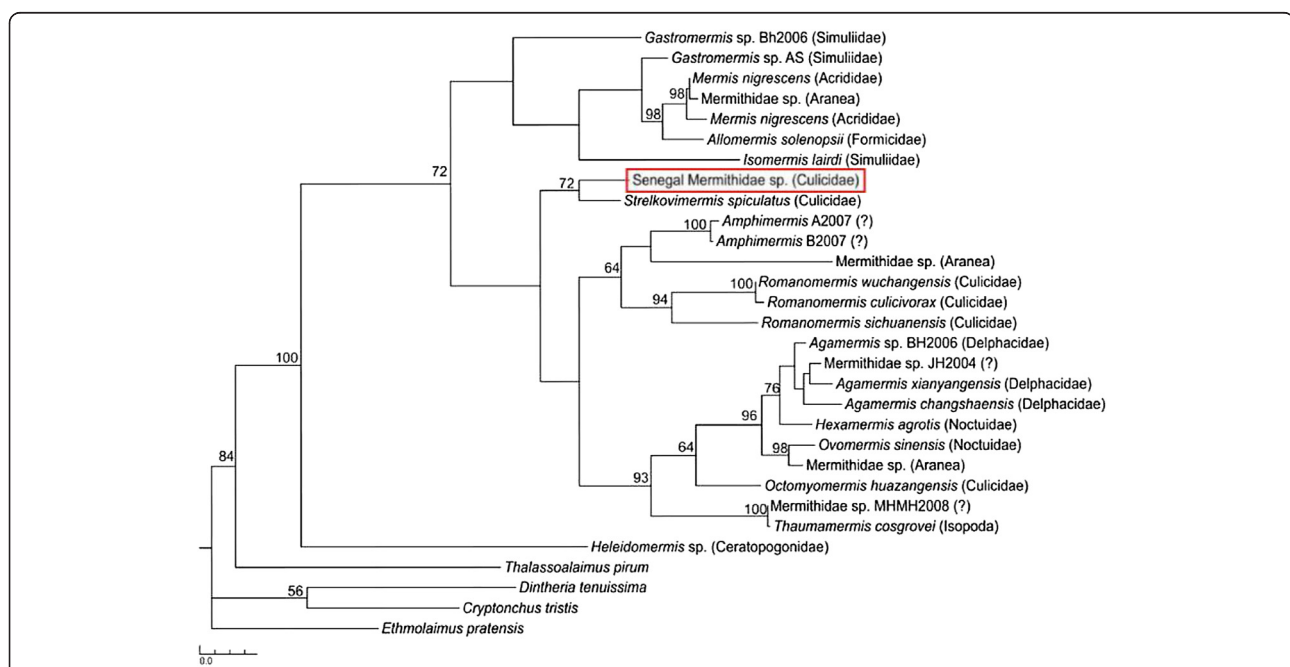 Gastromermis sp. Bh2006 (Simuliidae)
Gastromermis sp. AS (Simuliidae)
Mermis nigrescens (Acrididae)
98
Mermithidae sp. (Aranea)
98
Mermis nigrescens (Acrididae)
Allomermis solenopsii (Formicidae)
Isomermis lairdi (Simuliidae)
72
72
Senegal Mermithidae sp. (Culicidae)
Strelkovimermis spiculatus (Culicidae)
100
Amphimermis A2007 (?)
Amphimermis B2007 (?)
Mermithidae sp. (Aranea)
64
100
Romanomermis wuchangensis (Culicidae)
94
Romanomermis culicivorax (Culicidae)
Romanomermis sichuanensis (Culicidae)
Agamermis sp. BH2006 (Delphacidae)
100
Mermithidae sp. JH2004 (?)
76
Agamermis xianyangensis (Delphacidae)
Agamermis changshaensis (Delphacidae)
96
Hexamermis agrotis (Noctuidae)
64
98
Ovomermis sinensis (Noctuidae)
84
Mermithidae sp. (Aranea)
93
Octomyomermis huazangensis (Culicidae)
100
Mermithidae sp. MHMH2008 (?)
Thaumamermis cosgrovei (Isopoda)
Heleidomermis sp. (Ceratopogonidae)
Thalassoalaimus pirum
56
Dintheria tenuissima
Cryptonchus tristis
Ethmolaimus pratensis
0.0